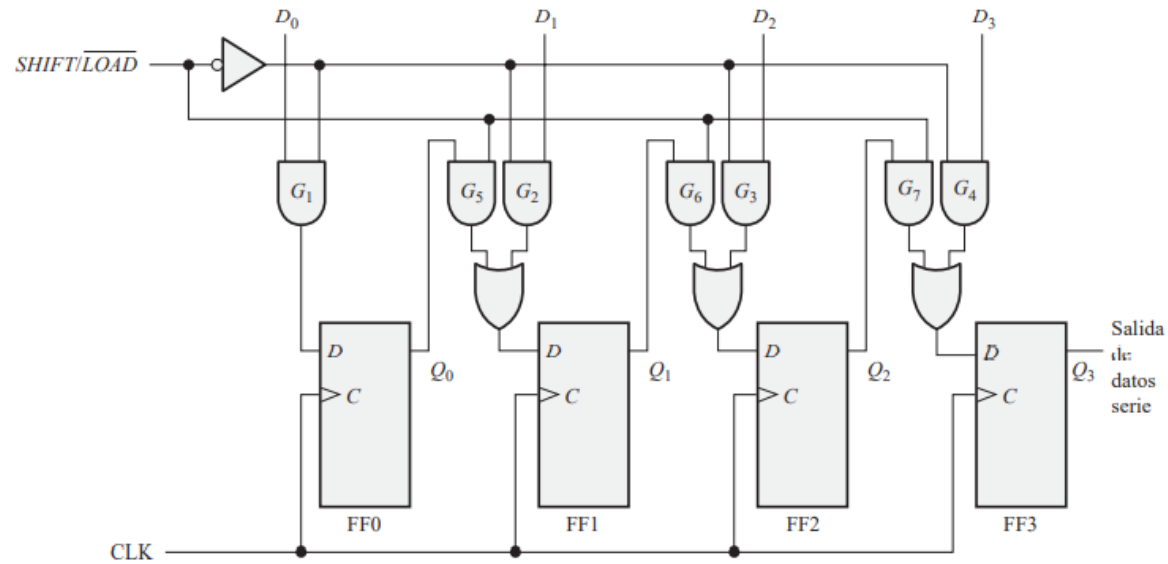 D₀ D₁ D₂ D₃
SHIFT/L̅O̅A̅D̅
G₁ G₅ G₂ G₆ G₃ G₇ G₄
D D D D
Salida
de
datos
serie
Q₀ Q₁ Q₂ Q₃
C C C C
FF0 FF1 FF2 FF3
CLK